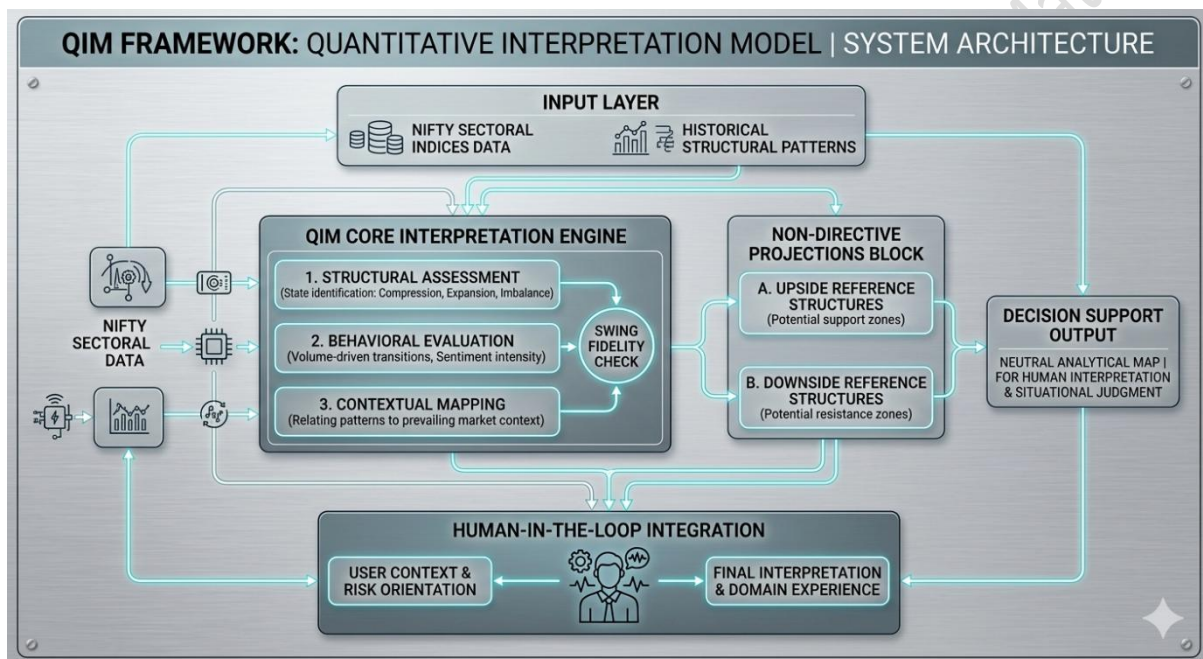 QIM FRAMEWORK: QUANTITATIVE INTERPRETATION MODEL | SYSTEM ARCHITECTURE
INPUT LAYER
NIFTY SECTORAL
INDICES DATA
HISTORICAL
STRUCTURAL PATTERNS
NIFTY
SECTORAL
DATA
QIM CORE INTERPRETATION ENGINE
1. STRUCTURAL ASSESSMENT
(State identification: Compression, Expansion, Imbalance)
2. BEHAVIORAL EVALUATION
(Volume-driven transitions, Sentiment intensity)
3. CONTEXTUAL MAPPING
(Relating patterns to prevailing market context)
SWING
FIDELITY
CHECK
NON-DIRECTIVE
PROJECTIONS BLOCK
A. UPSIDE REFERENCE
STRUCTURES
(Potential support zones)
B. DOWNSIDE REFERENCE
STRUCTURES
(Potential resistance zones)
DECISION SUPPORT
OUTPUT
NEUTRAL ANALYTICAL MAP |
FOR HUMAN INTERPRETATION
& SITUATIONAL JUDGMENT
HUMAN-IN-THE-LOOP INTEGRATION
USER CONTEXT &
RISK ORIENTATION
FINAL INTERPRETATION
& DOMAIN EXPERIENCE